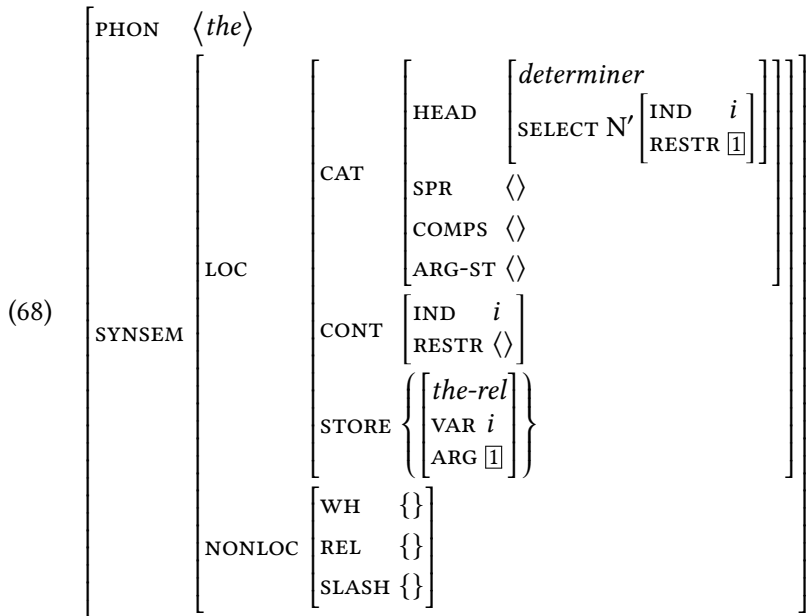 PHON ⟨the⟩
determiner
HEAD
SELECT N′ [IND i
RESTR 1]
CAT
SPR ⟨⟩
COMPS ⟨⟩
ARG-ST ⟨⟩
LOC
(68) SYNSEM
CONT [IND i
RESTR ⟨⟩]
the-rel
STORE { VAR i }
ARG 1
WH {}
NONLOC REL {}
SLASH {}